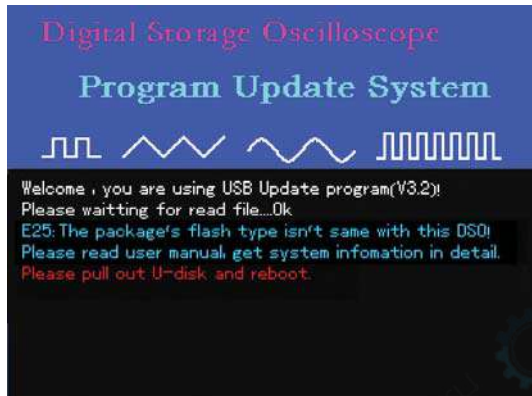 Digital Storage Oscilloscope
Program Update System
Welcome , you are using USB Update program(V3.2)!
Please waitting for read file....Ok
E25: The package's flash type isn't same with this DSO!
Please read user manual, get system infomation in detail.
Please pull out U-disk and reboot.